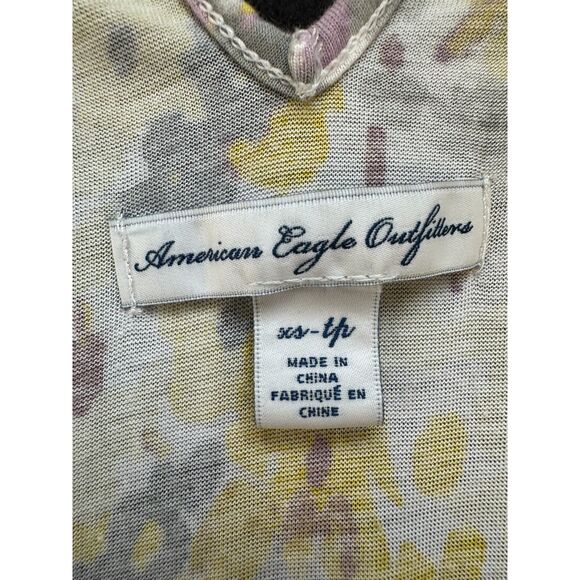 American Eagle Outfitters
xs-tp
MADE IN
CHINA
FABRIQUÉ EN
CHINE